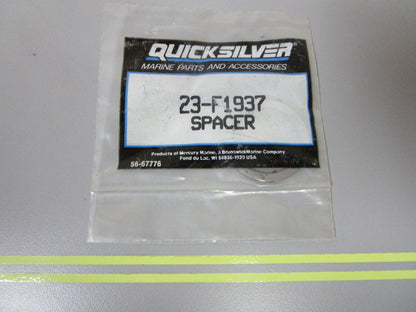 QUICKSILVER
MARINE PARTS AND ACCESSORIES
23-F1937
SPACER
Products of Mercury Marine, a Brunswick Marine Company
Fond du Lac, WI 54936-1939 USA
56-67776